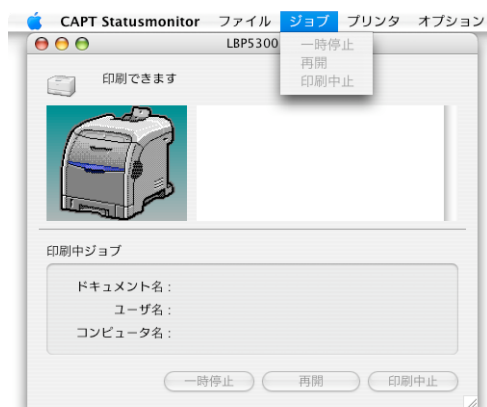 CAPT Statusmonitor ファイル ジョブ プリンタ オプション
LBP5300
一時停止
再開
印刷中止
印刷できます
印刷中ジョブ
ドキュメント名：
ユーザ名：
コンピュータ名：
一時停止 再開 印刷中止